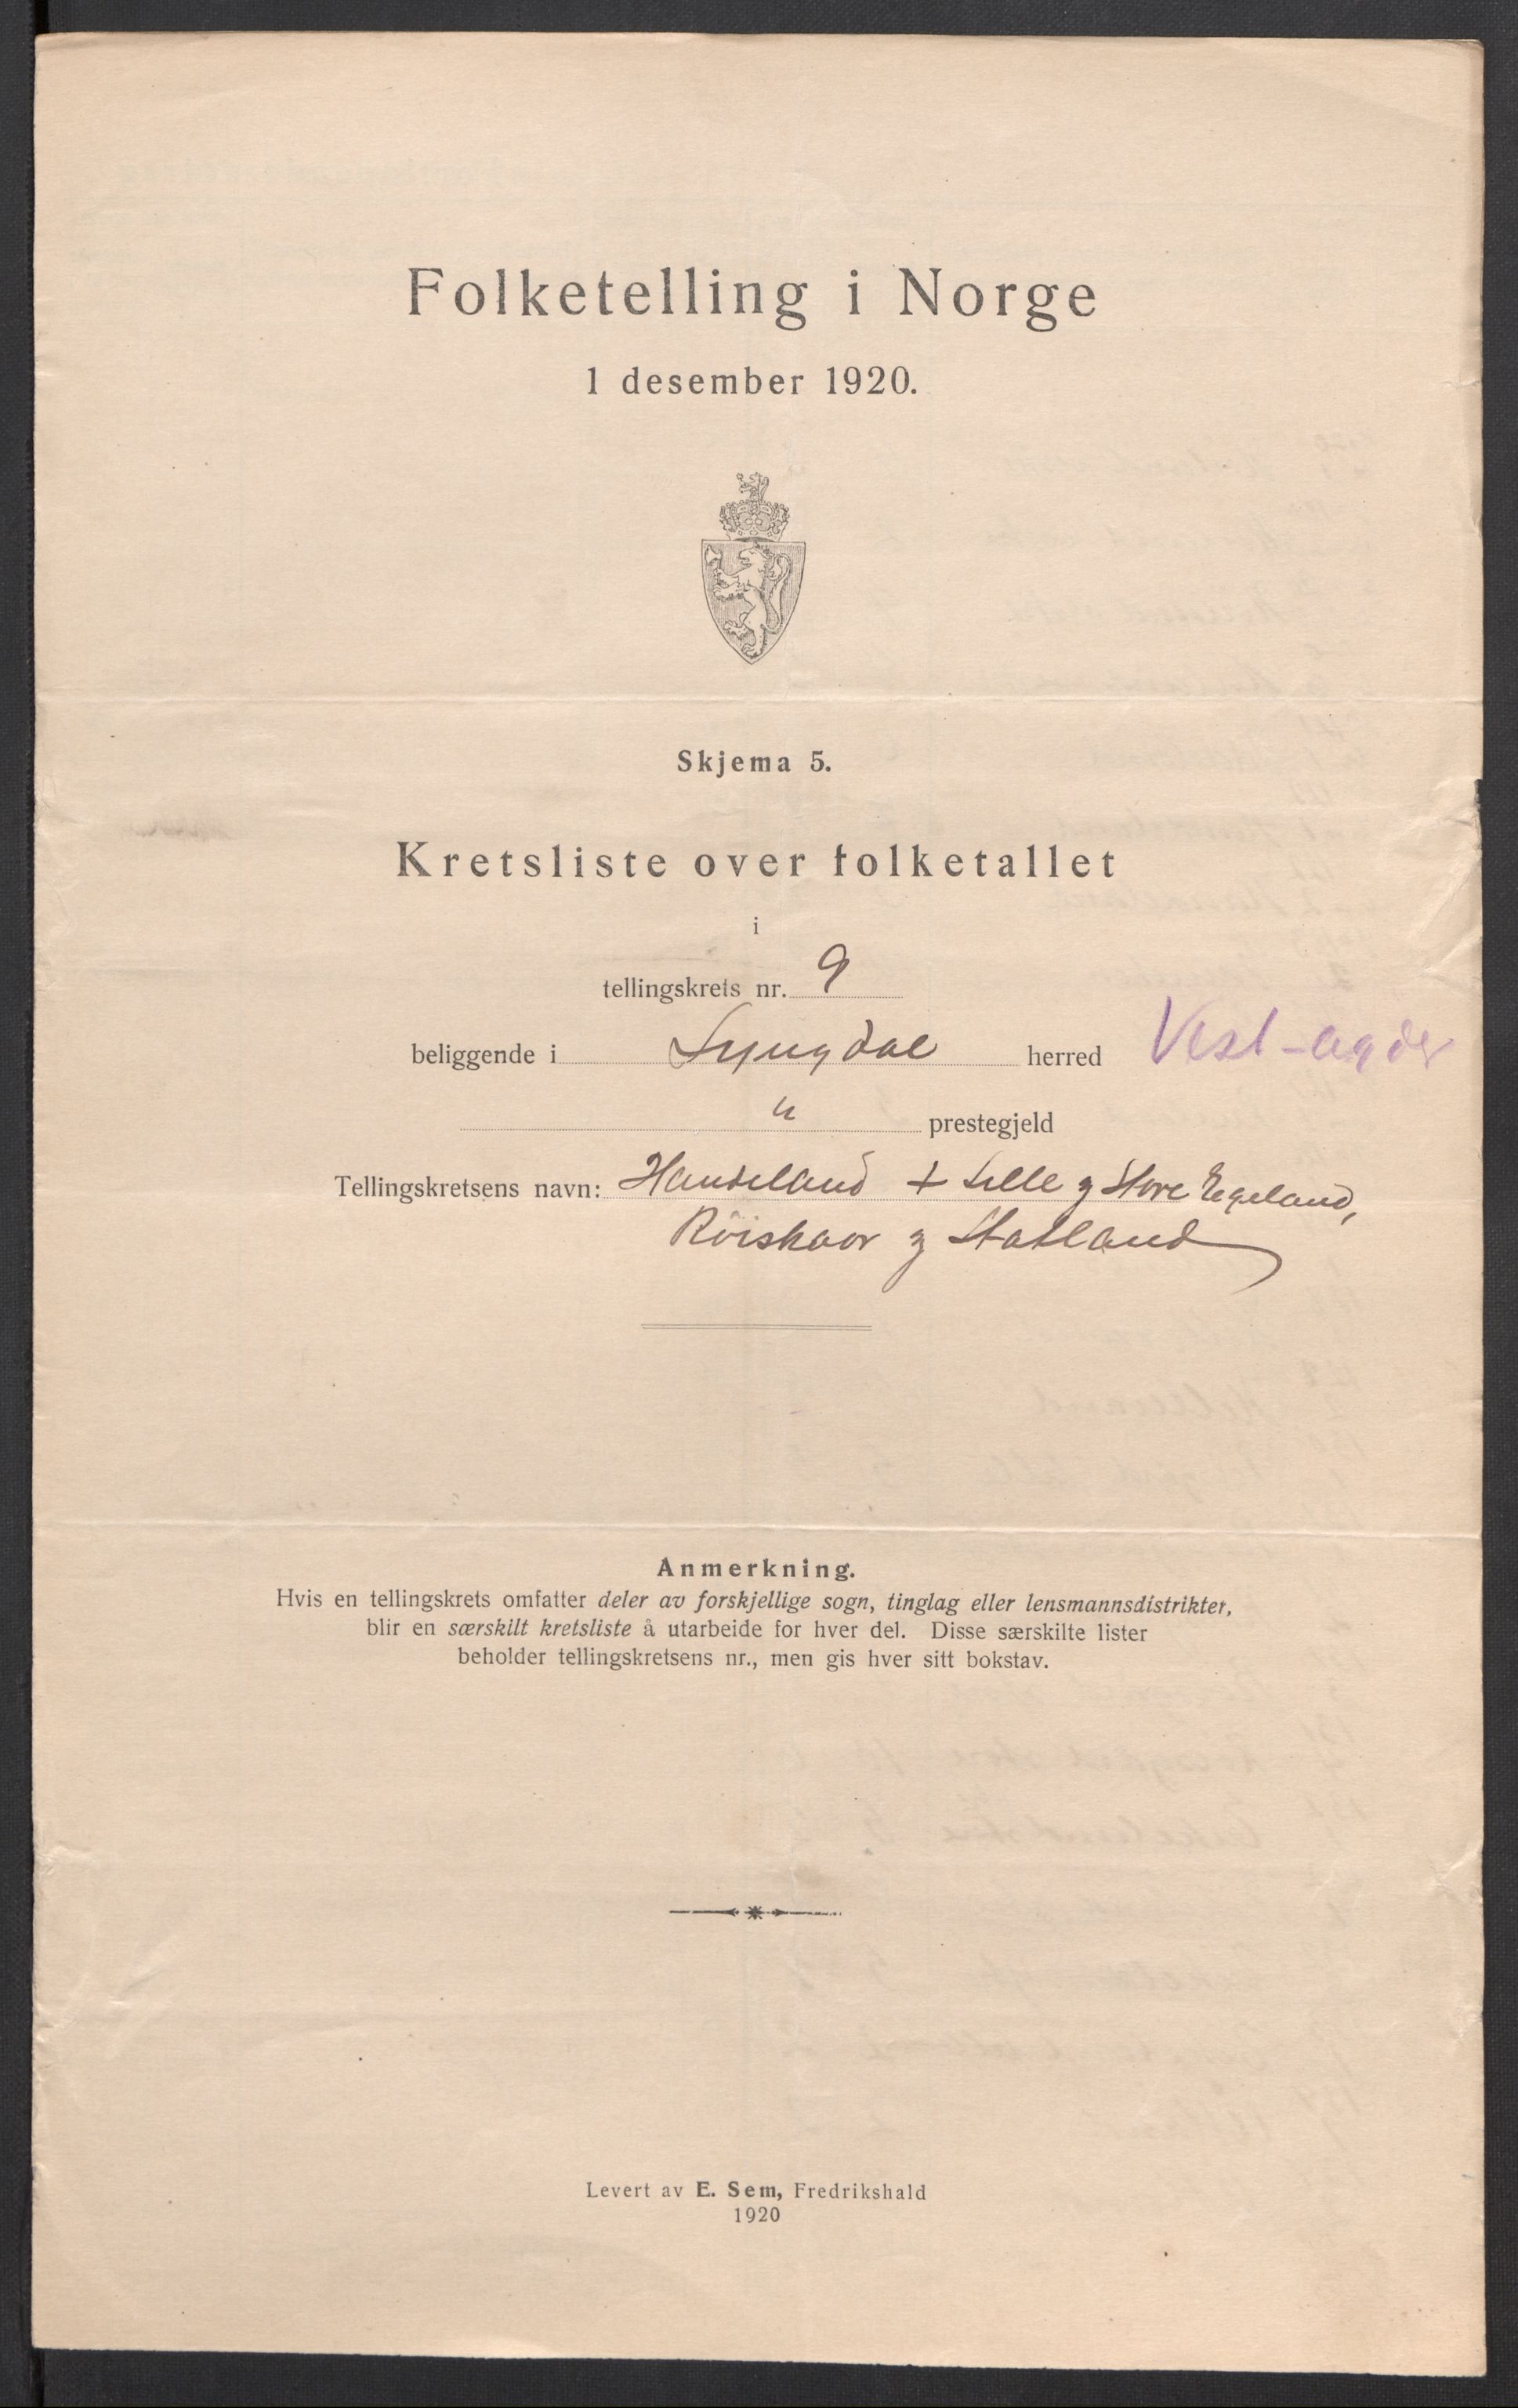 Folketelling i Norge
1 desember 1920.
Skjema 5.
Kretsliste over folketallet
i
tellingskrets nr. 9
beliggende i Lyngdal herred Vest-agder
" prestegjeld
Tellingskretsens navn: Handeland + Lille og Store Egeland,
Röiskaar og Statland
Anmerkning.
Hvis en tellingskrets omfatter deler av forskjellige sogn, tinglag eller lensmannsdistrikter,
blir en særskilt kretsliste å utarbeide for hver del. Disse særskilte lister
beholder tellingskretsens nr., men gis hver sitt bokstav.
Levert av E. Sem, Fredrikshald
1920